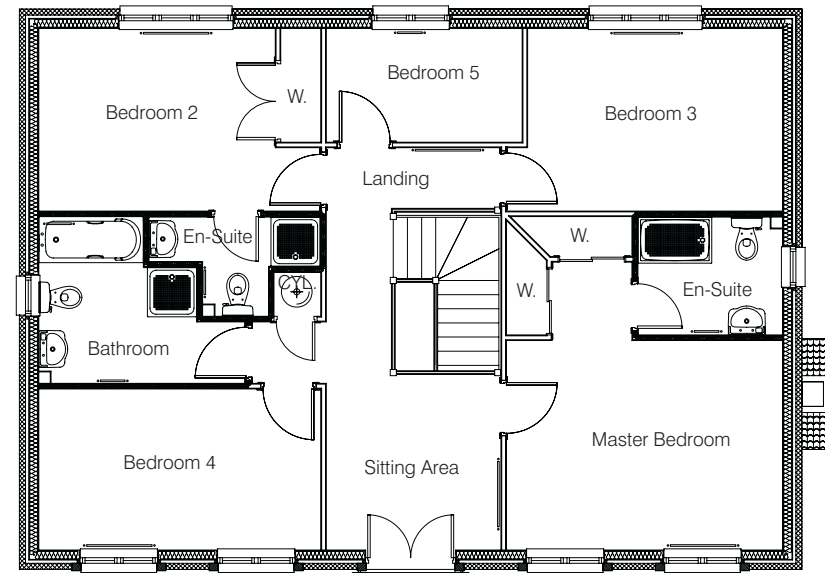 Bedroom 2
W.
Bedroom 5
Bedroom 3
Landing
En-Suite
W.
CYL.
W.
En-Suite
Bathroom
Master Bedroom
Bedroom 4
Sitting Area